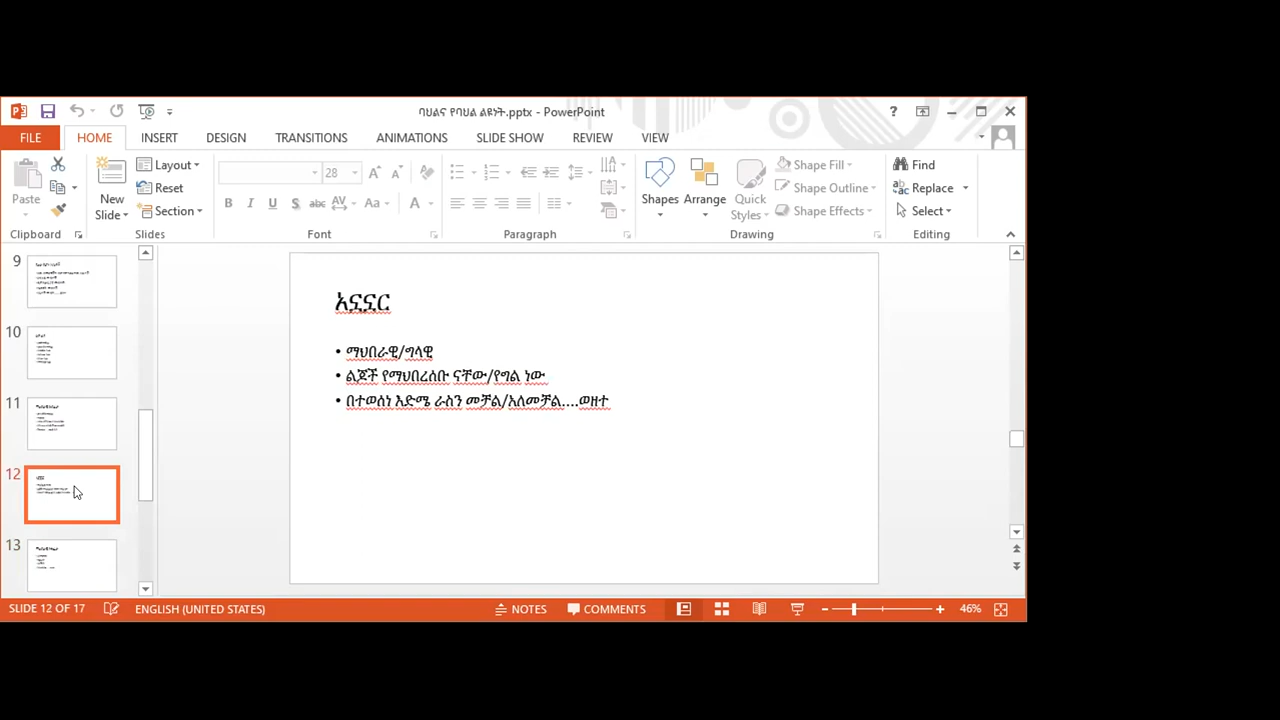 ባህልና የባህል ልዩነት.pptx - PowerPoint
FILE
HOME
INSERT
DESIGN
TRANSITIONS
ANIMATIONS
SLIDE SHOW
REVIEW
VIEW
Paste
Clipboard
New
Slide
Layout
Reset
Section
Slides
28
Font
Paragraph
Shapes
Arrange
Quick
Styles
Shape Fill
Shape Outline
Shape Effects
Drawing
Find
Replace
Select
Editing
9
10
11
12
13
አኗኗር
• ማህበራዊ/ግላዊ
• ልጆች የማህበረሰቡ ናቸው/የግል ነው
• በተወሰነ እድሜ ራስን መቻል/አለመቻል....ወዘተ
SLIDE 12 OF 17
ENGLISH (UNITED STATES)
NOTES
COMMENTS
46%